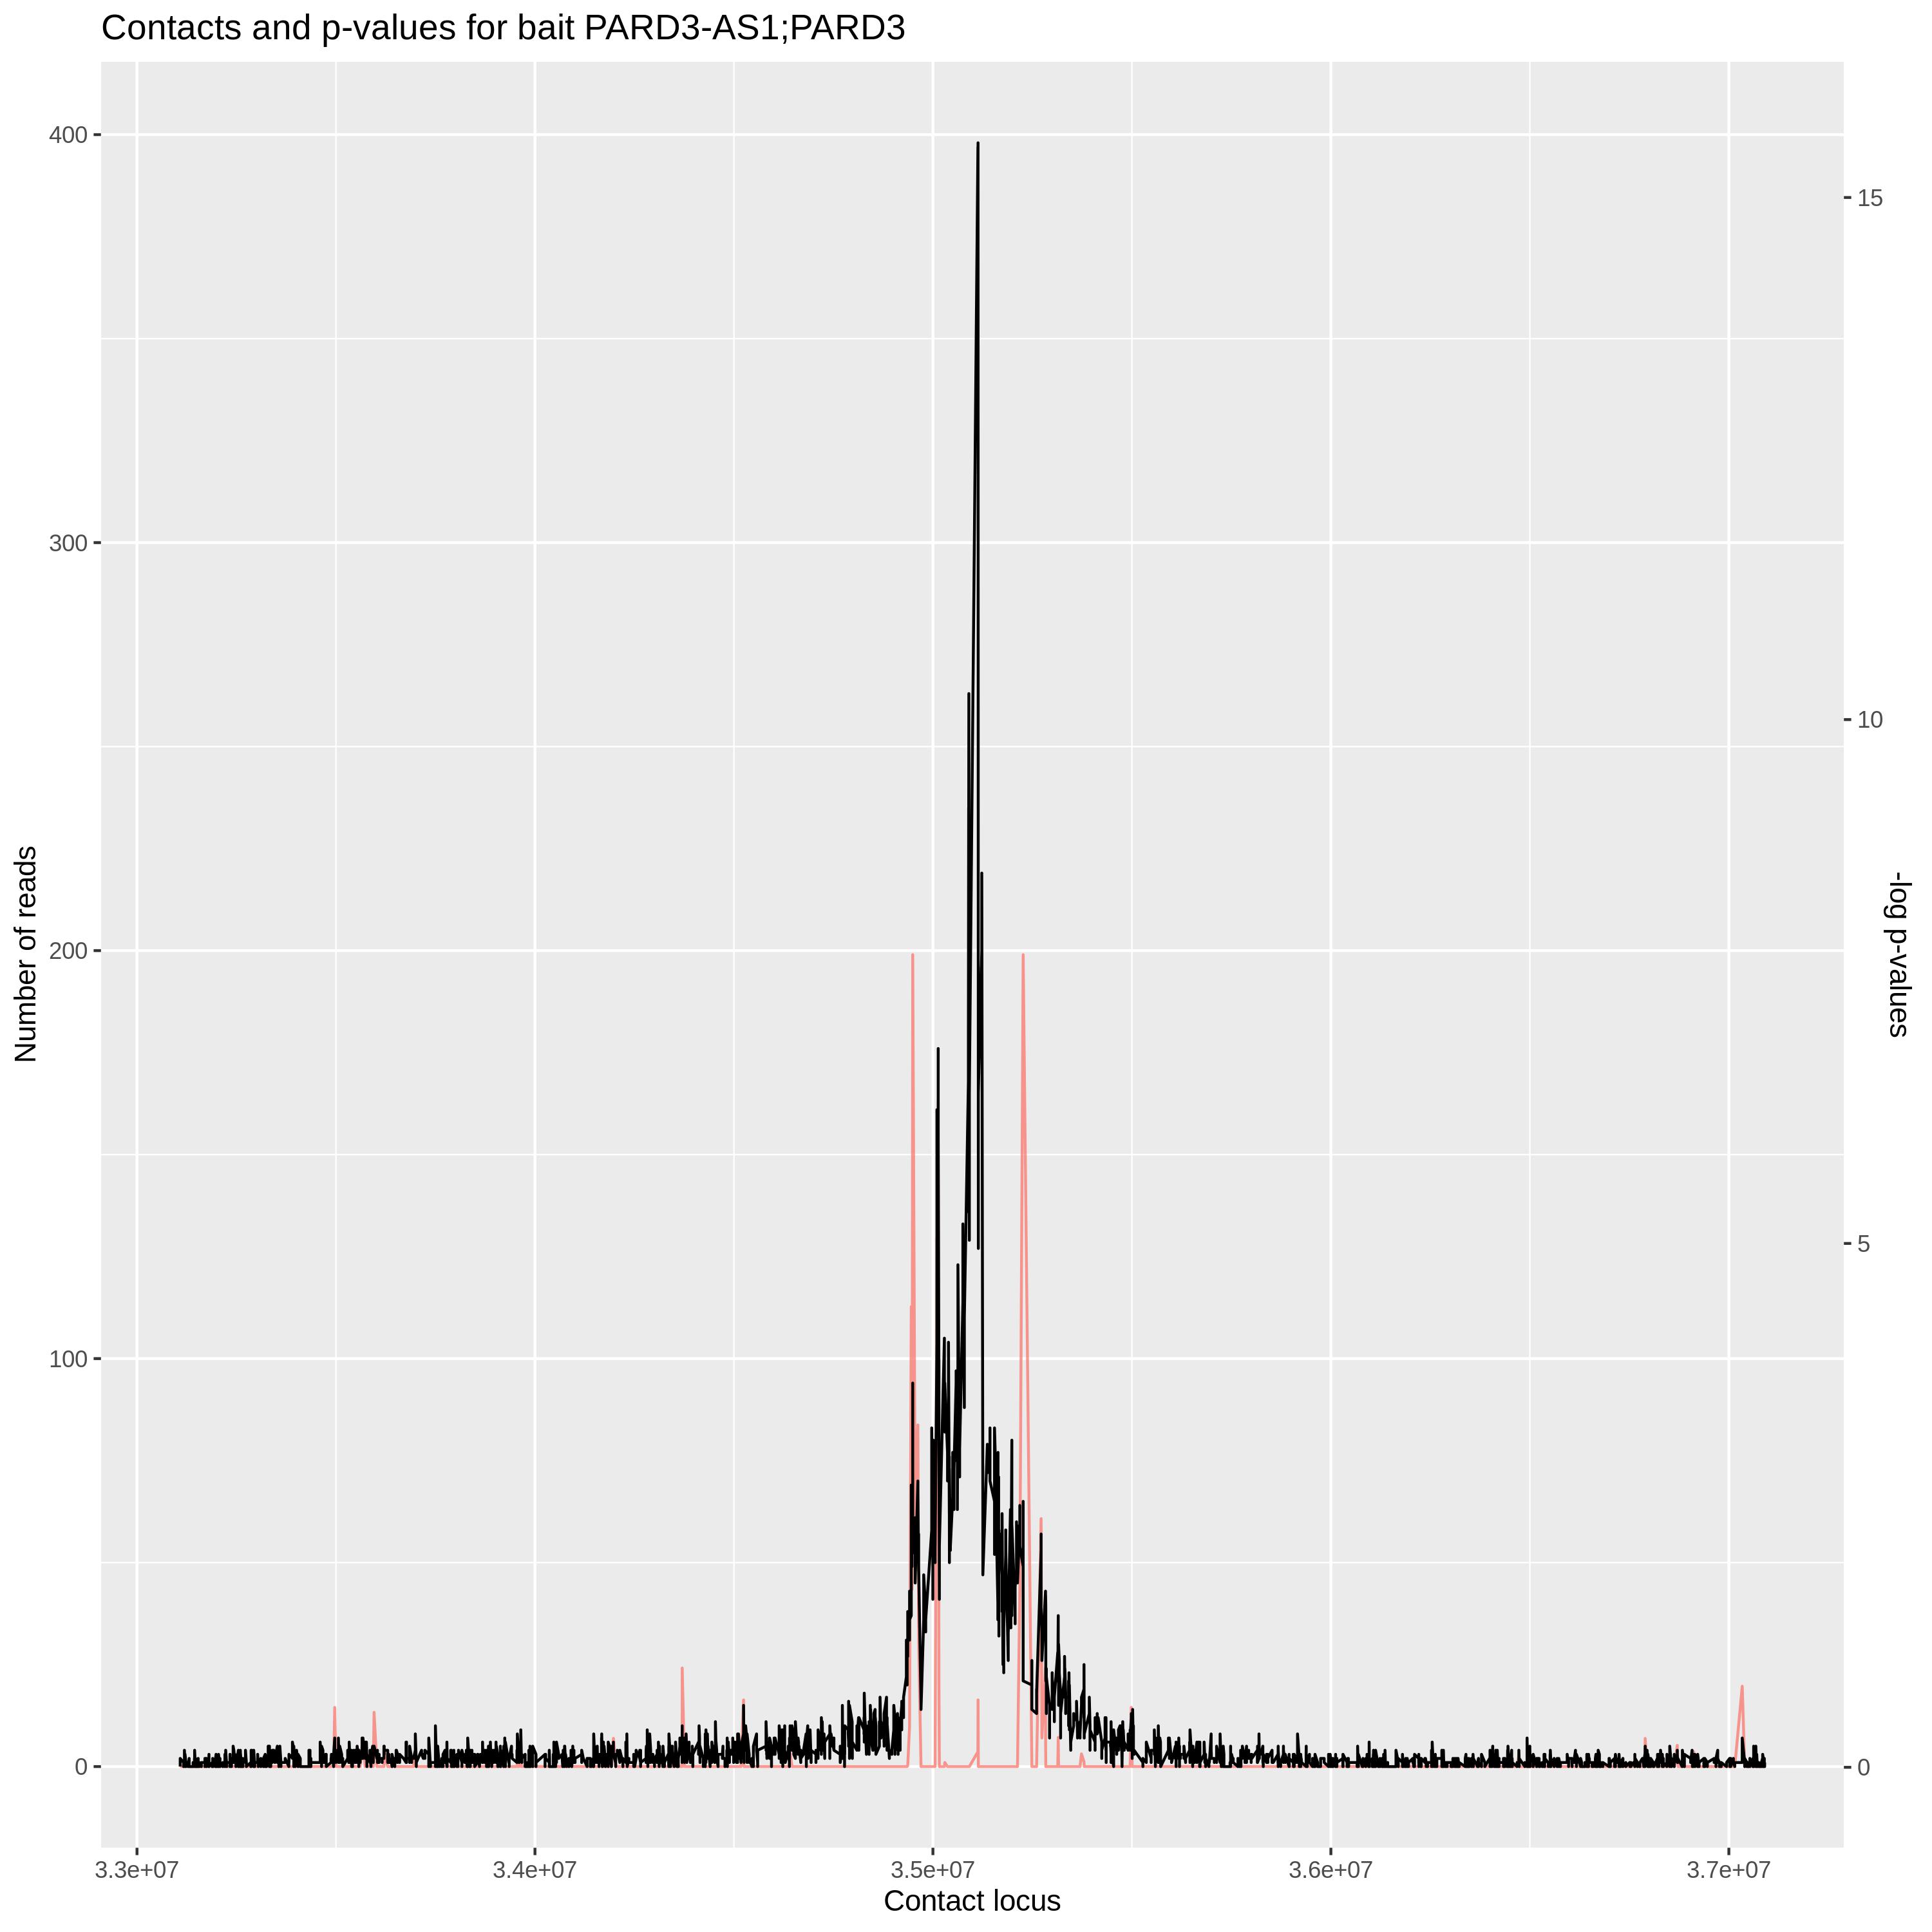 Contacts and p-values for bait PARD3-AS1;PARD3
400
300
200
100
0
Number of reads
15
10
5
0
-log p-values
3.3e+07
3.4e+07
3.5e+07
3.6e+07
3.7e+07
Contact locus